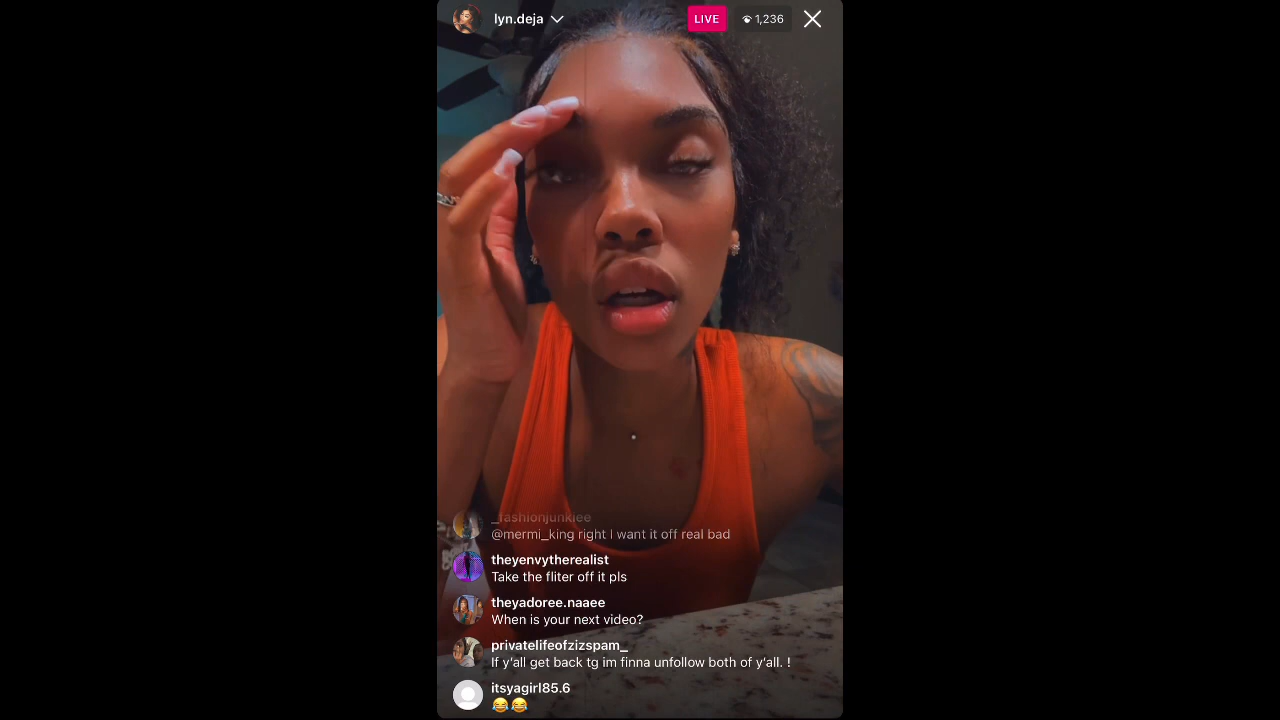 lyn.deja
LIVE
1,236
_fashionjunkiee
@mermi_king right I want it off real bad
theyenvytherealist
Take the fliter off it pls
theyadoree.naaee
When is your next video?
privatelifeofzizspam_
If y'all get back tg im finna unfollow both of y'all. !
itsyagirl85.6
😂😂